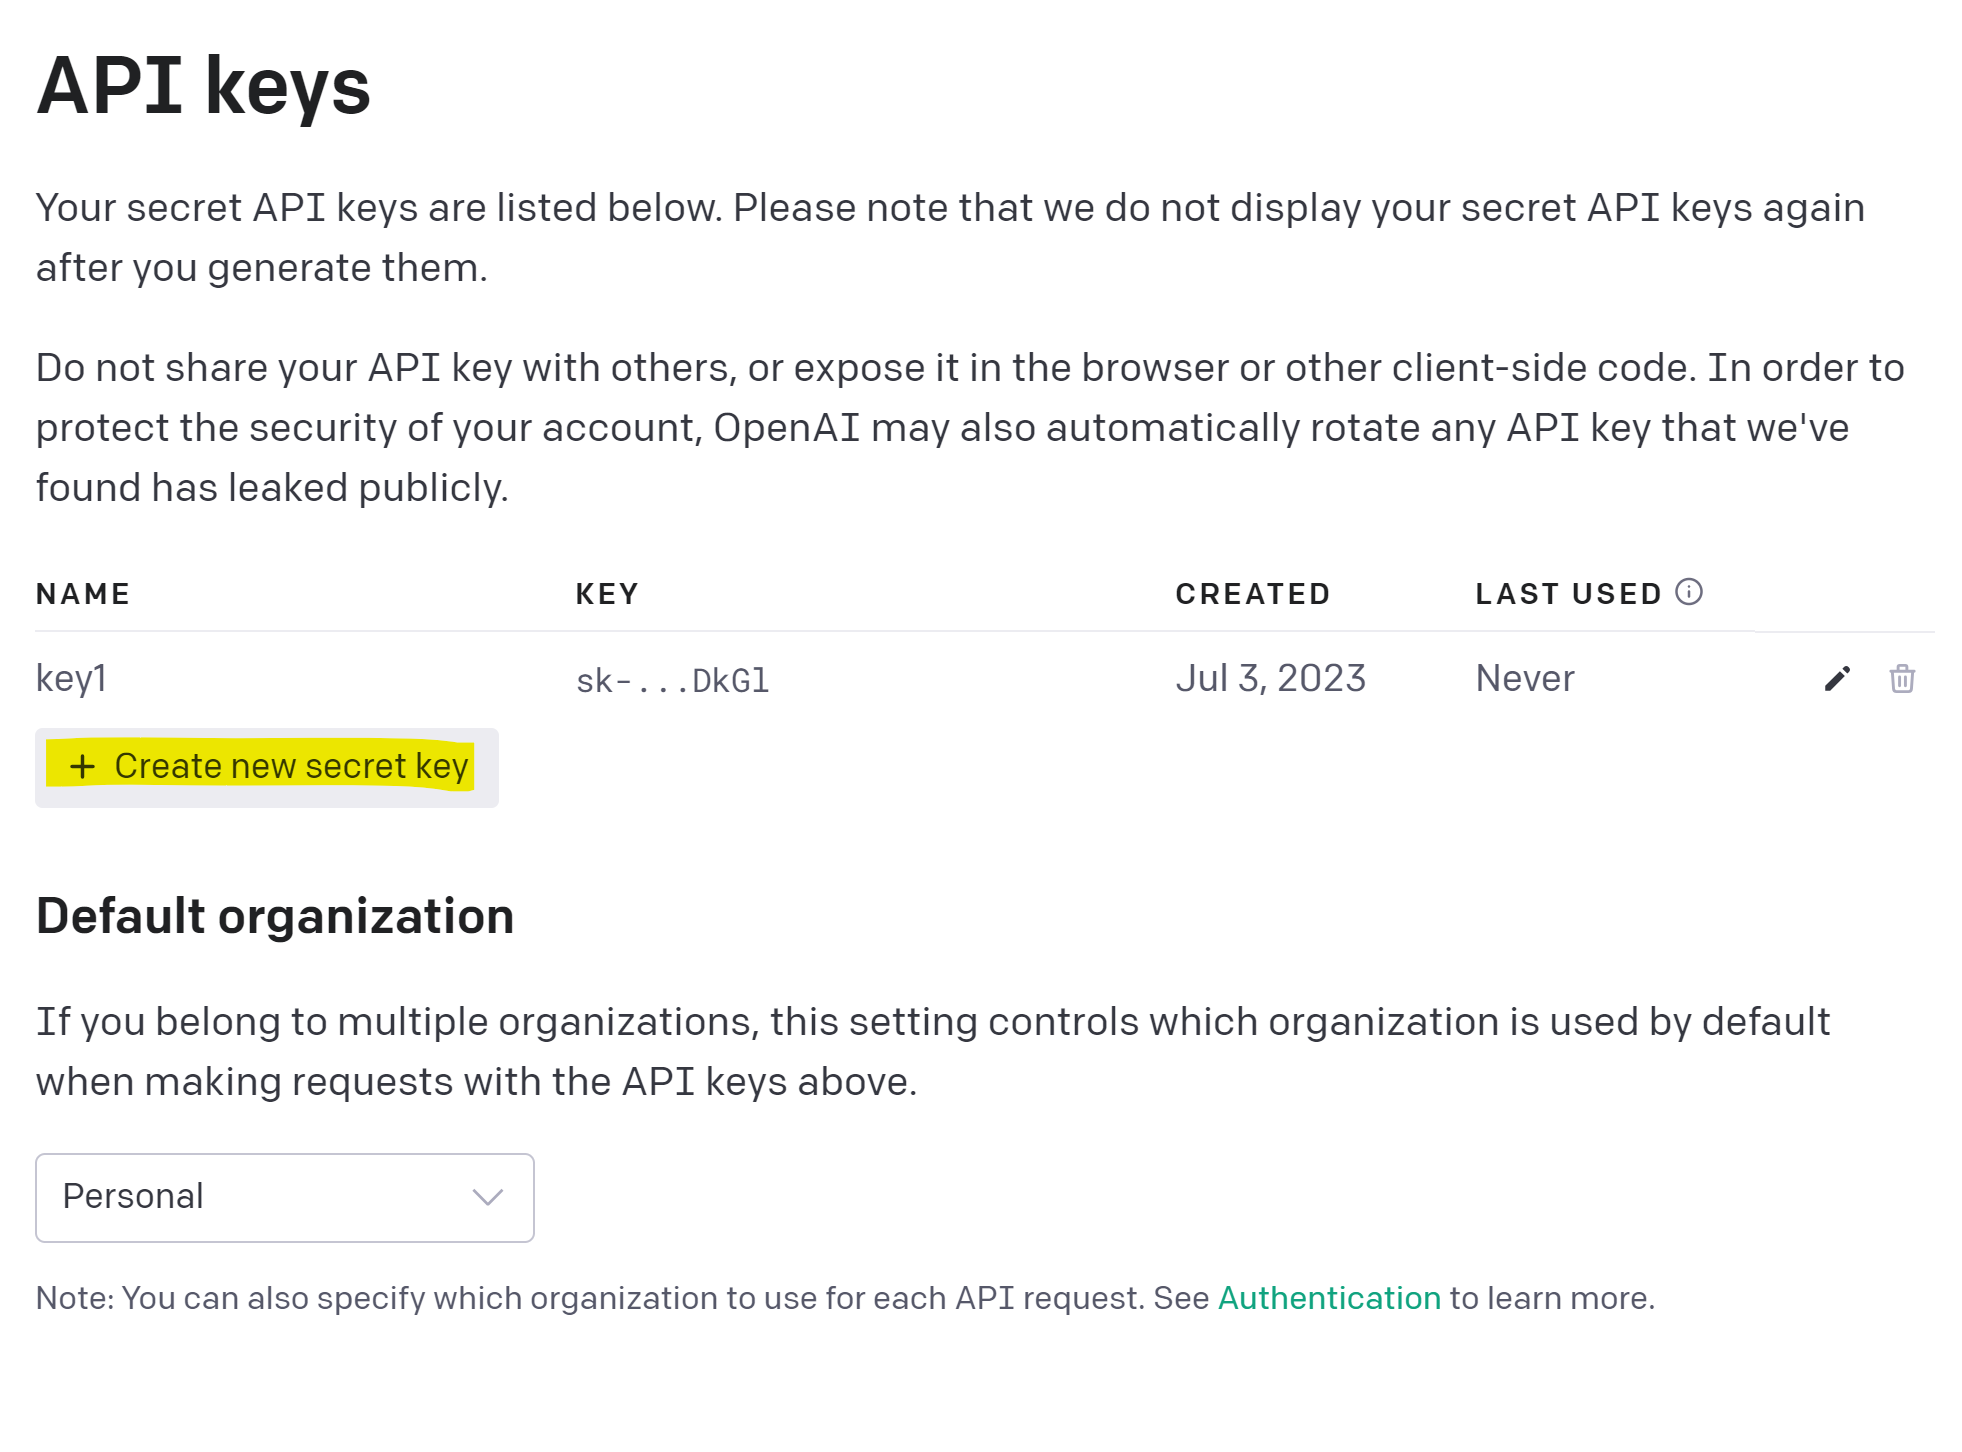 API keys
Your secret API keys are listed below. Please note that we do not display your secret API keys again
after you generate them.
Do not share your API key with others, or expose it in the browser or other client-side code. In order to
protect the security of your account, OpenAI may also automatically rotate any API key that we've
found has leaked publicly.
NAME KEY CREATED LAST USED
key1 sk-...DkGl Jul 3, 2023 Never
+ Create new secret key
Default organization
If you belong to multiple organizations, this setting controls which organization is used by default
when making requests with the API keys above.
Personal
Note: You can also specify which organization to use for each API request. See Authentication to learn more.